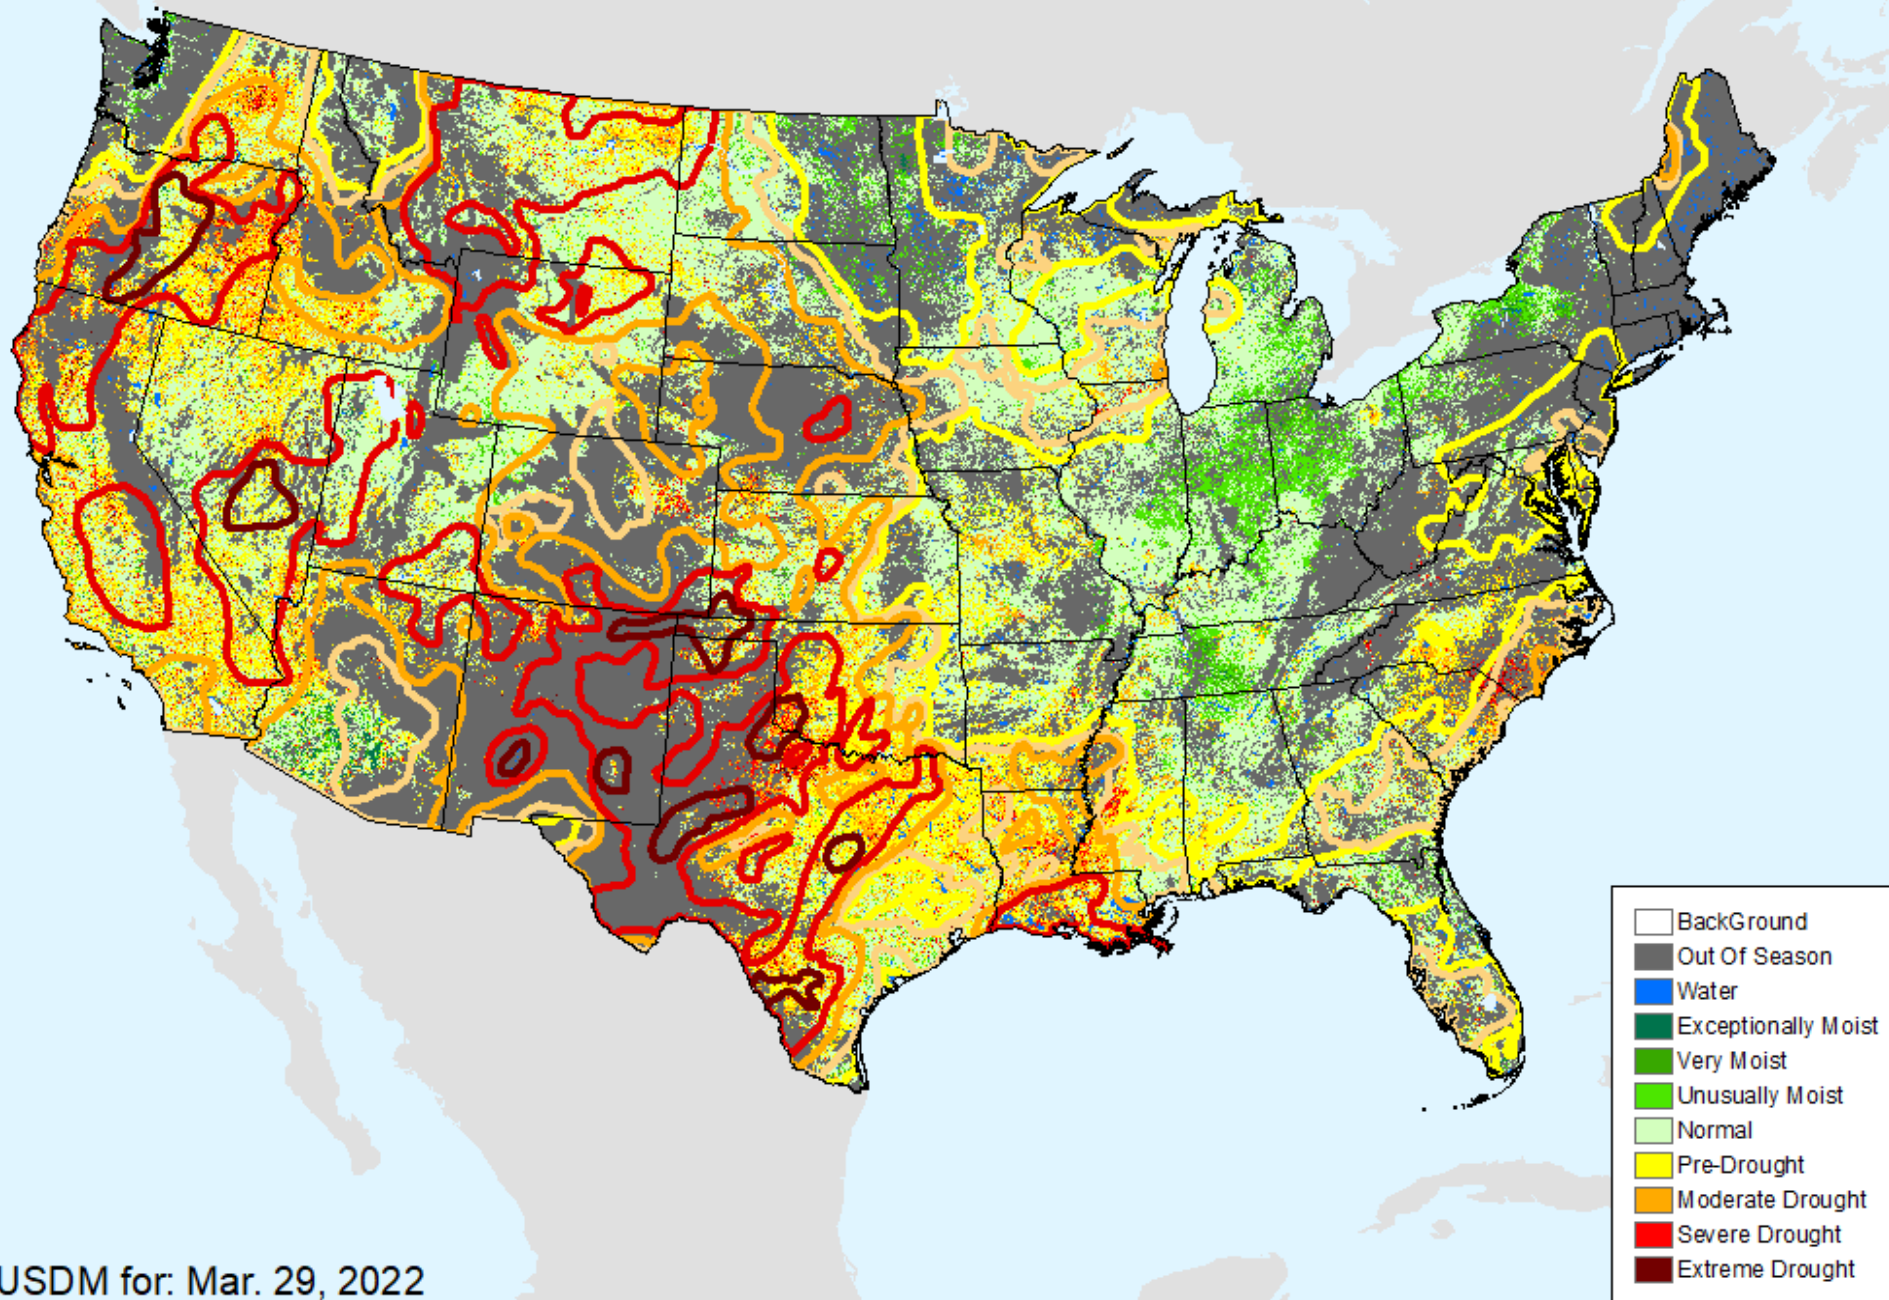 BackGround
Out Of Season
Water
Exceptionally Moist
Very Moist
Unusually Moist
Normal
Pre-Drought
Moderate Drought
Severe Drought
Extreme Drought
USDM for: Mar. 29, 2022